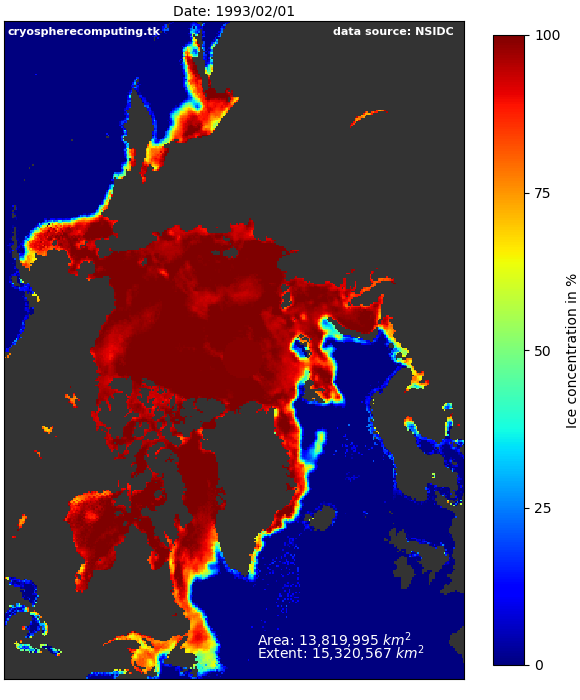 Date: 1993/02/01
cryospherecomputing.tk
data source: NSIDC
100
75
50
25
0
Ice concentration in %
Area: 13,819,995 km²
Extent: 15,320,567 km²